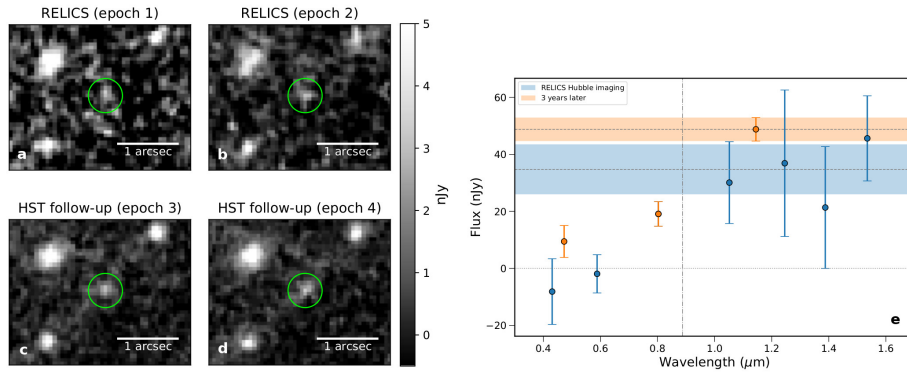 RELICS (epoch 1)
RELICS (epoch 2)
a
1 arcsec
b
1 arcsec
HST follow-up (epoch 3)
HST follow-up (epoch 4)
c
1 arcsec
d
1 arcsec
5
4
3
2
1
0
nJy
RELICS Hubble imaging
3 years later
60
40
20
0
−20
Flux (nJy)
0.4
0.6
0.8
1.0
1.2
1.4
1.6
Wavelength (μm)
e